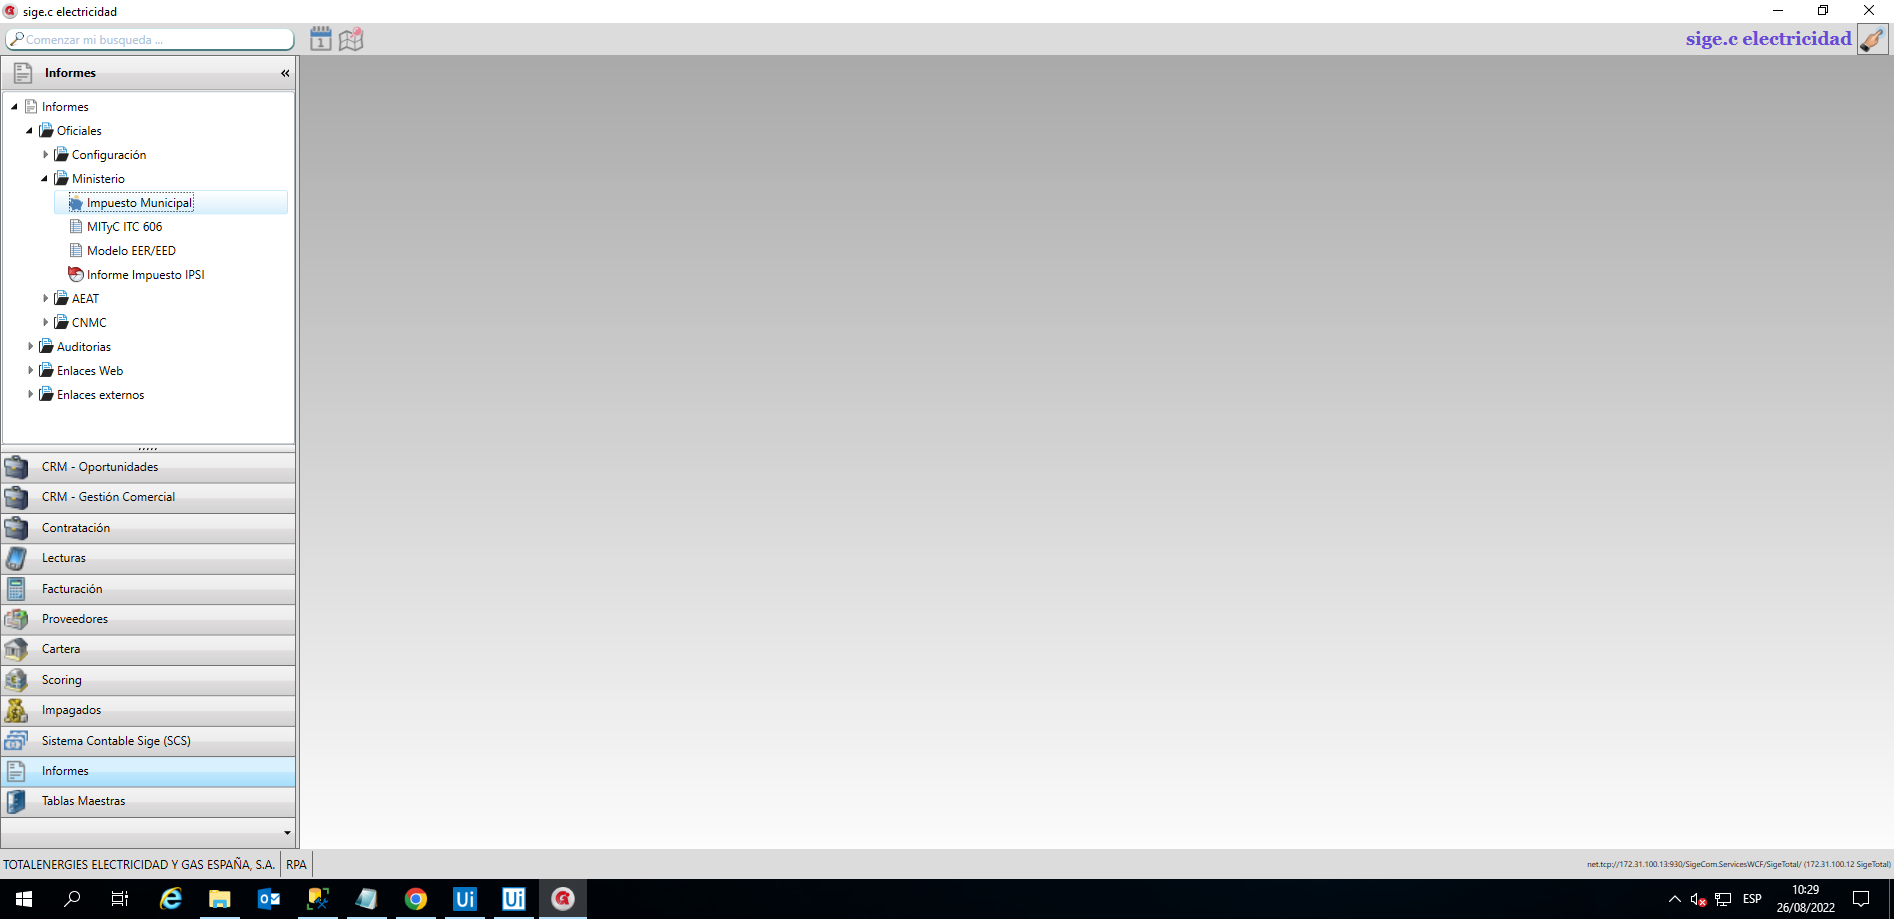 sige.c electricidad
Comenzar mi busqueda ...
1
sige.c electricidad
Informes
«
Informes
Oficiales
Configuración
Ministerio
Impuesto Municipal
MITyC ITC 606
Modelo EER/EED
Informe Impuesto IPSI
AEAT
CNMC
Auditorias
Enlaces Web
Enlaces externos
CRM - Oportunidades
CRM - Gestión Comercial
Contratación
Lecturas
Facturación
Proveedores
Cartera
Scoring
Impagados
Sistema Contable Sige (SCS)
Informes
Tablas Maestras
TOTALENERGIES ELECTRICIDAD Y GAS ESPAÑA, S.A. RPA
net.tcp://172.31.100.13:930/SigeCom.ServicesWCF/SigeTotal/ (172.31.100.12 SigeTotal)
Ui
Ui
ESP
10:29
26/08/2022